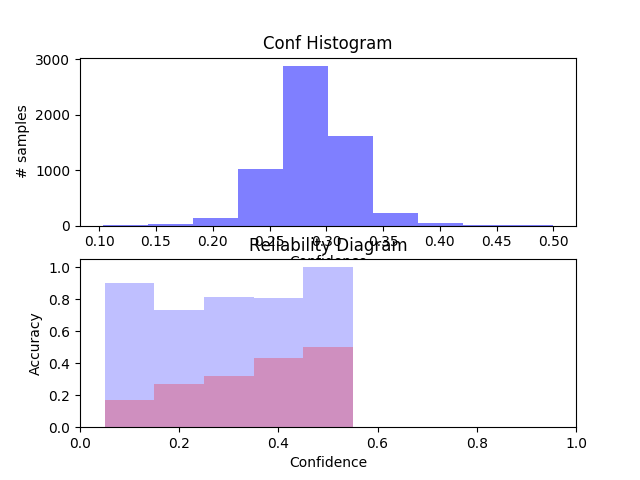 Conf Histogram
3000
2000
1000
0
# samples
0.10 0.15 0.20 0.25 0.30 0.35 0.40 0.45 0.50
Confidence
Reliability Diagram
1.0
0.8
0.6
0.4
0.2
0.0
Accuracy
0.0 0.2 0.4 0.6 0.8 1.0
Confidence